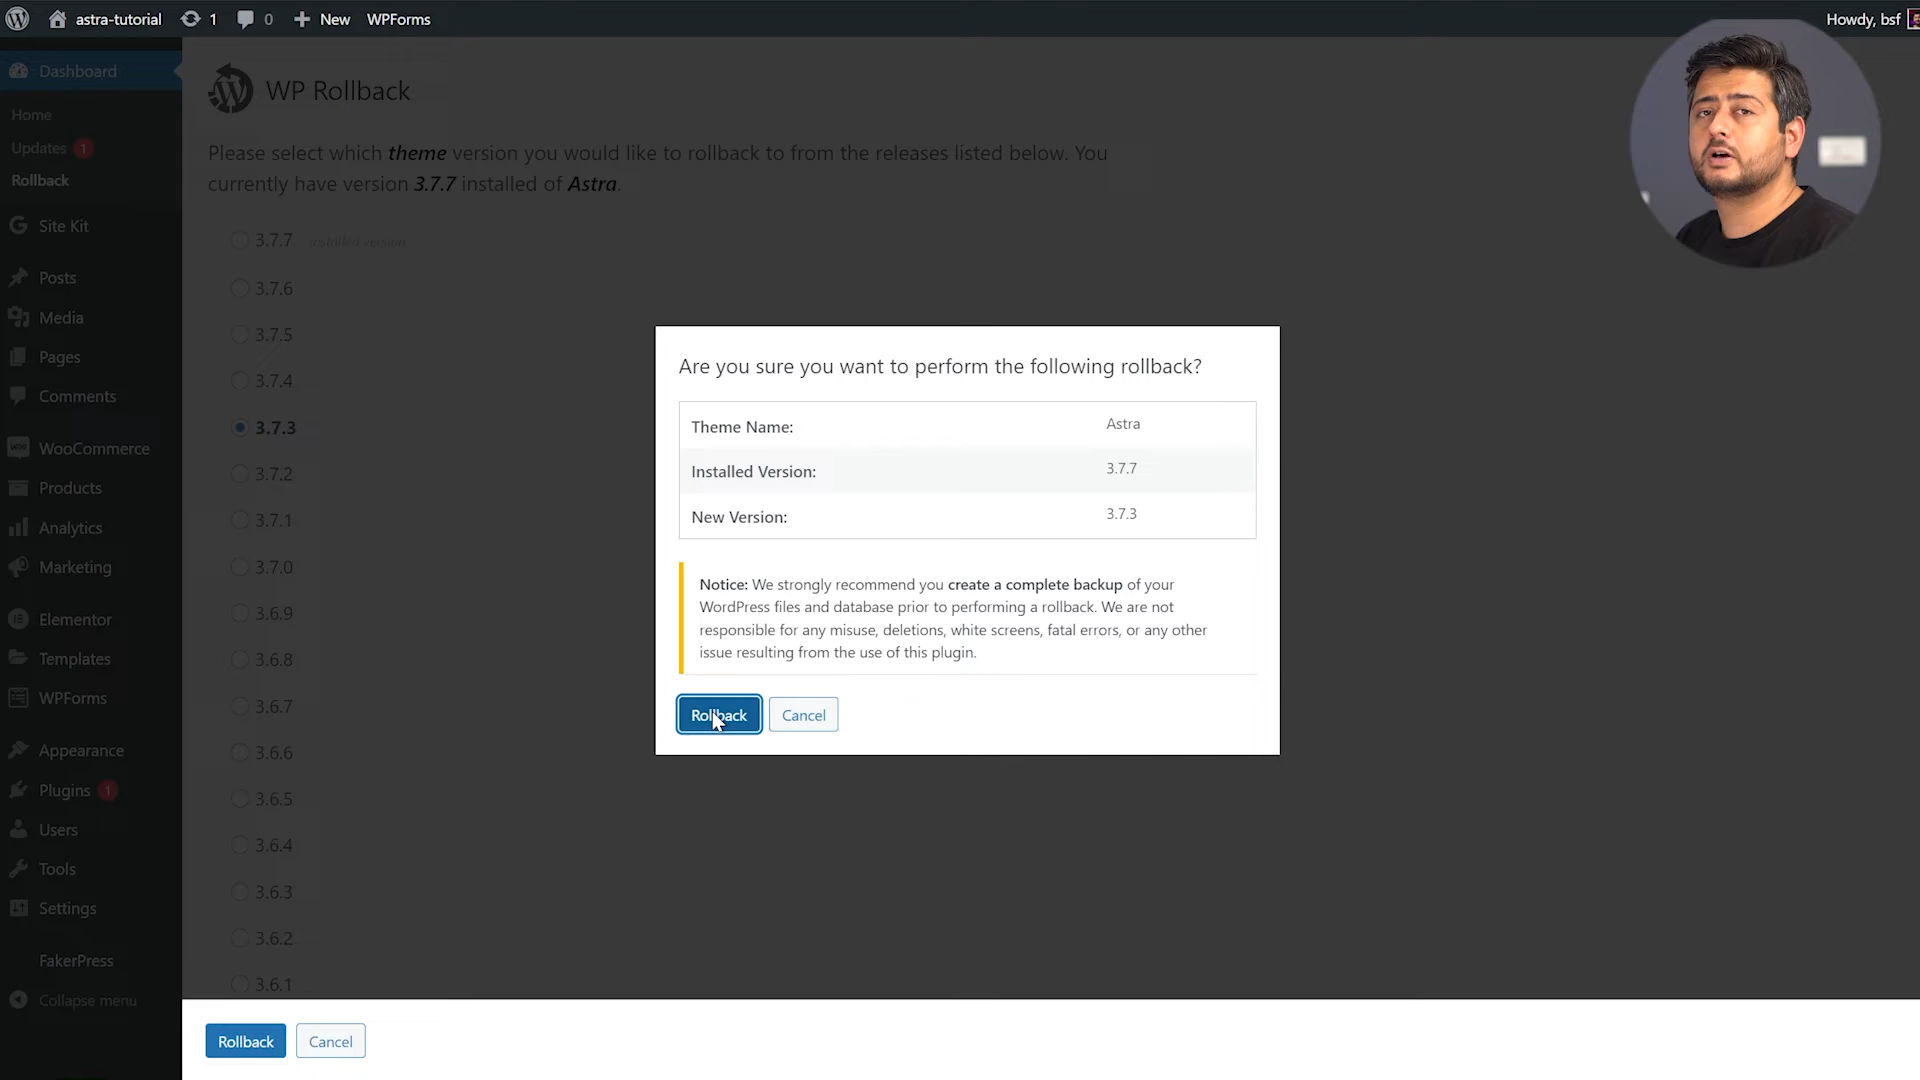 astra-tutorial 1 0 New WPForms Howdy, bsf
Dashboard
Home
Updates 1
Rollback
Site Kit
Posts
Media
Pages
Comments
WooCommerce
Products
Analytics
Marketing
Elementor
Templates
WPForms
Appearance
Plugins 1
Users
Tools
Settings
FakerPress
Collapse menu
WP Rollback
Please select which theme version you would like to rollback to from the releases listed below. You
currently have version 3.7.7 installed of Astra.
3.7.7 installed version
3.7.6
3.7.5
3.7.4
3.7.3
3.7.2
3.7.1
3.7.0
3.6.9
3.6.8
3.6.7
3.6.6
3.6.5
3.6.4
3.6.3
3.6.2
3.6.1
Are you sure you want to perform the following rollback?
Theme Name: Astra
Installed Version: 3.7.7
New Version: 3.7.3
Notice: We strongly recommend you create a complete backup of your
WordPress files and database prior to performing a rollback. We are not
responsible for any misuse, deletions, white screens, fatal errors, or any other
issue resulting from the use of this plugin.
Rollback Cancel
Rollback Cancel